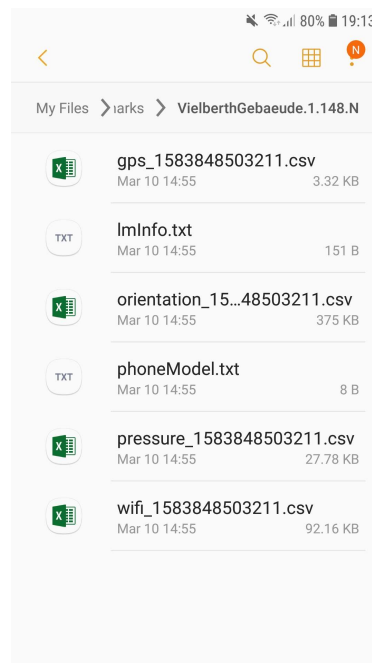 80% 19:13
N
My Files > arks > VielberthGebaeude.1.148.N
gps_1583848503211.csv
Mar 10 14:55 3.32 KB
TXT
lmInfo.txt
Mar 10 14:55 151 B
X
orientation_15...48503211.csv
Mar 10 14:55 375 KB
TXT
phoneModel.txt
Mar 10 14:55 8 B
X
pressure_1583848503211.csv
Mar 10 14:55 27.78 KB
X
wifi_1583848503211.csv
Mar 10 14:55 92.16 KB